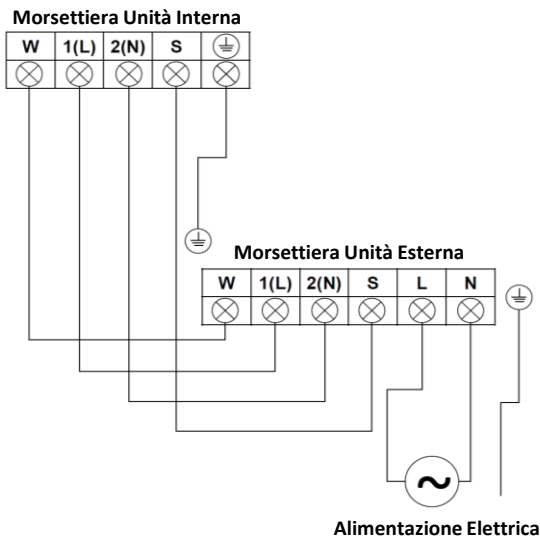 Morsettiera Unità Interna
W 1(L) 2(N) S
Morsettiera Unità Esterna
W 1(L) 2(N) S L N
Alimentazione Elettrica